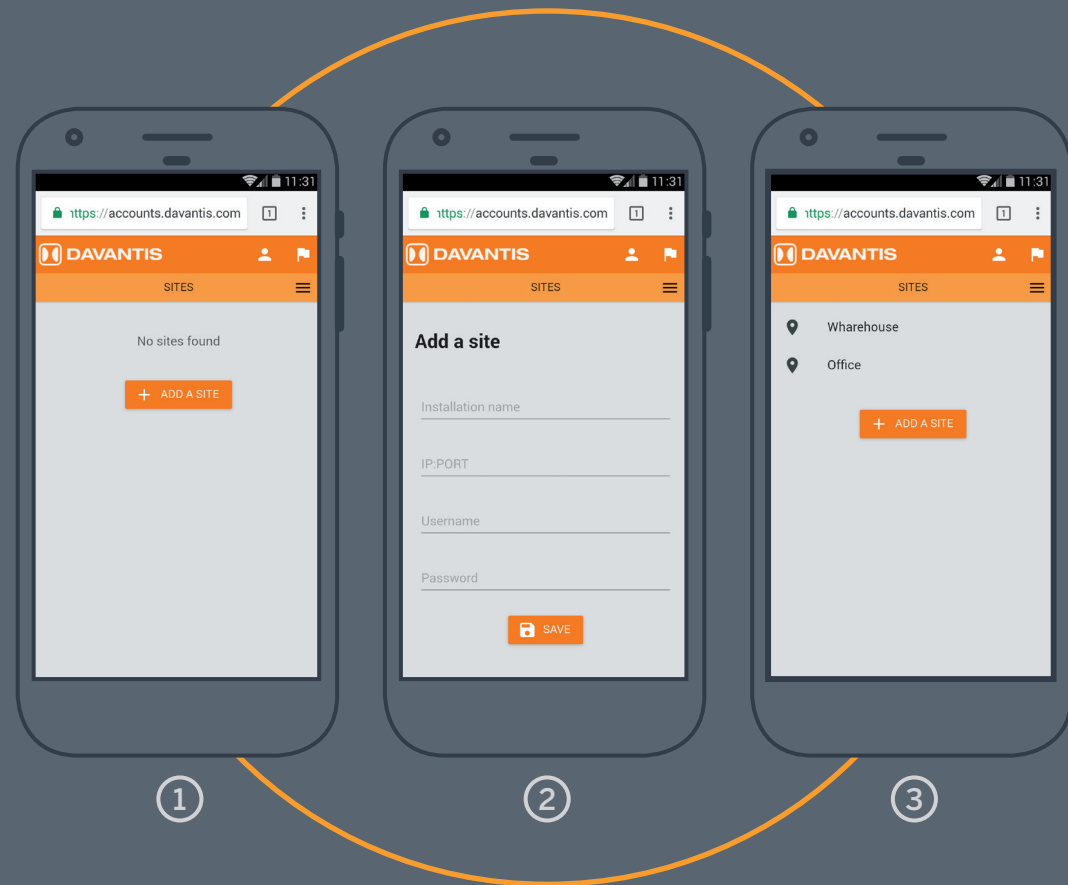 11:31
https://accounts.davantis.com 1
DAVANTIS
SITES
No sites found
+ ADD A SITE
1
11:31
https://accounts.davantis.com 1
DAVANTIS
SITES
Add a site
Installation name
IP:PORT
Username
Password
SAVE
2
11:31
https://accounts.davantis.com 1
DAVANTIS
SITES
Wharehouse
Office
+ ADD A SITE
3